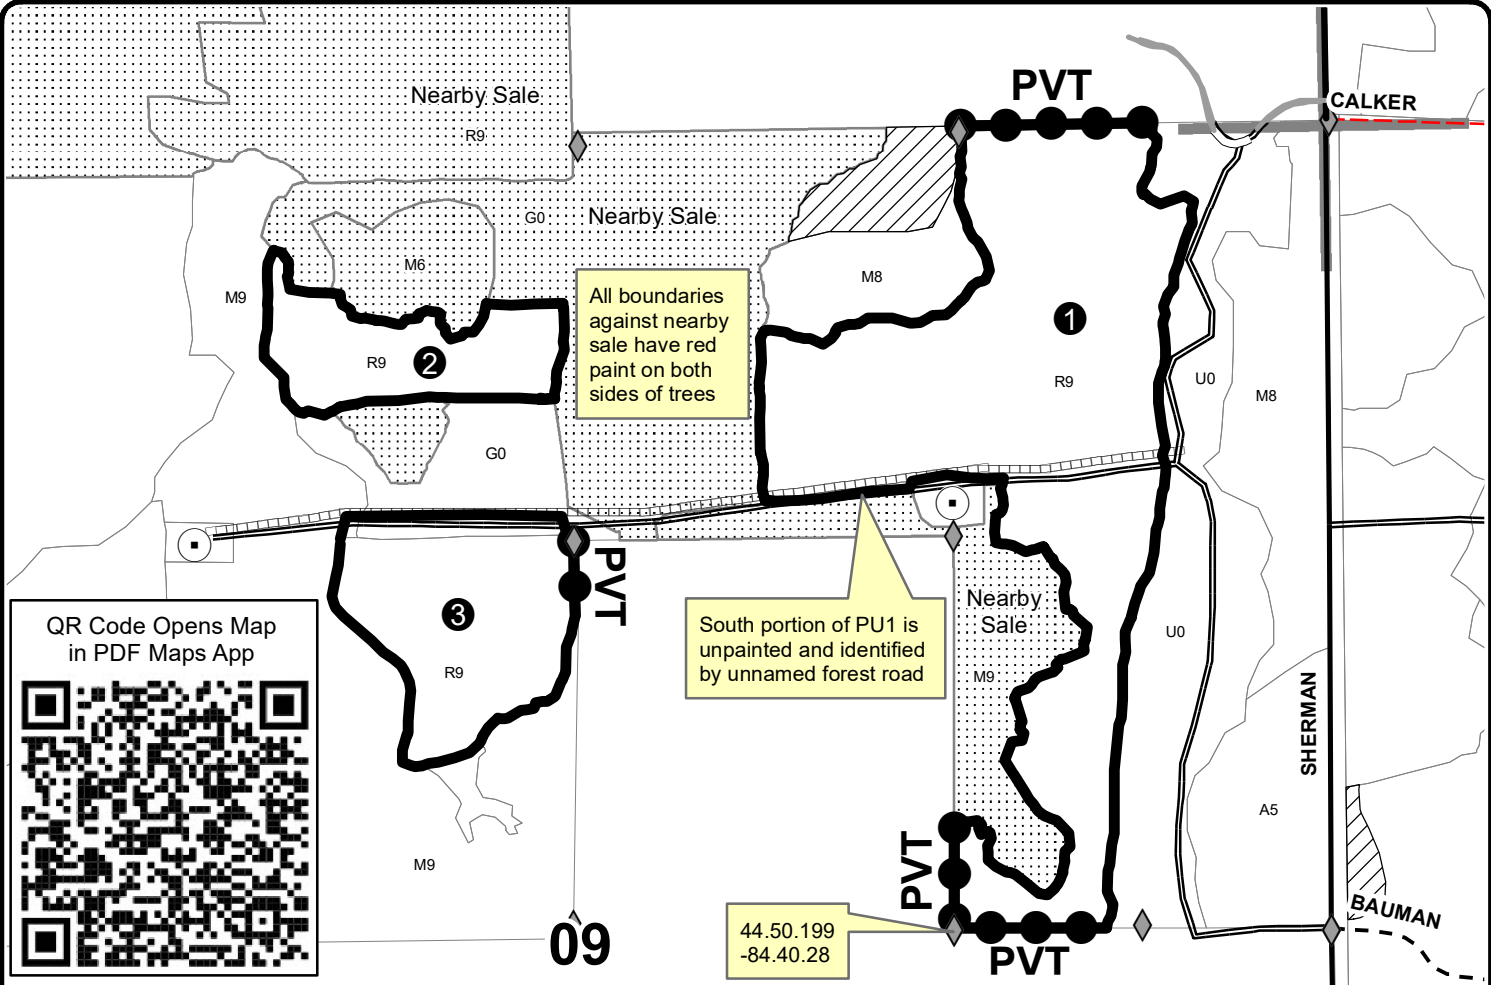 PVT
CALKER
Nearby Sale
R9
G0
Nearby Sale
M6
M8
M9
All boundaries
against nearby
sale have red
paint on both
sides of trees
1
R9
2
R9
U0
M8
G0
PVT
3
R9
Nearby
Sale
M9
U0
South portion of PU1 is
unpainted and identified
by unnamed forest road
QR Code Opens Map
in PDF Maps App
SHERMAN
A5
M9
PVT
BAUMAN
44.50.199
-84.40.28
09
PVT